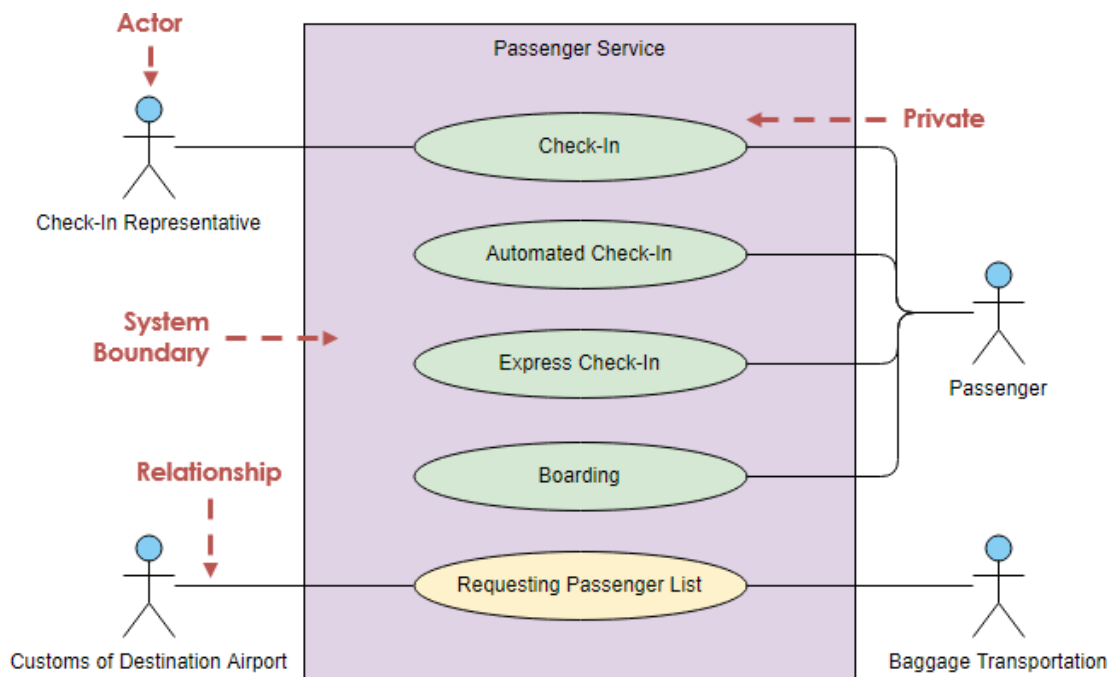 Actor
Passenger Service
Private
Check-In
Check-In Representative
Automated Check-In
System
Boundary
Express Check-In
Passenger
Relationship
Boarding
Requesting Passenger List
Customs of Destination Airport
Baggage Transportation